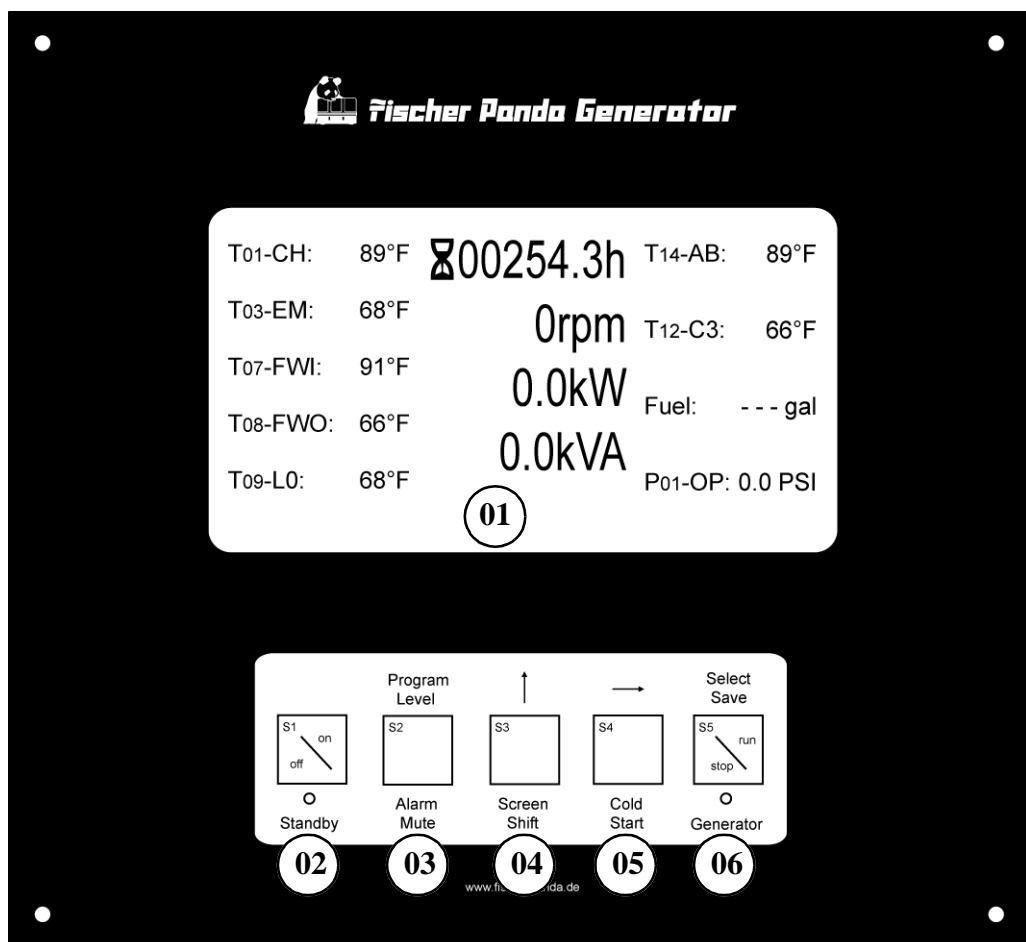 Fischer Panda Generator
T01-CH: 89°F
T03-EM: 68°F
T07-FWI: 91°F
T08-FWO: 66°F
T09-L0: 68°F
00254.3h
0rpm
0.0kW
0.0kVA
01
T14-AB: 89°F
T12-C3: 66°F
Fuel: - - - gal
P01-OP: 0.0 PSI
Program
Level
Select
Save
S1 on
off
S2
S3
S4
S5 run
stop
Standby
Alarm
Mute
Screen
Shift
Cold
Start
Generator
02
03
04
05
06